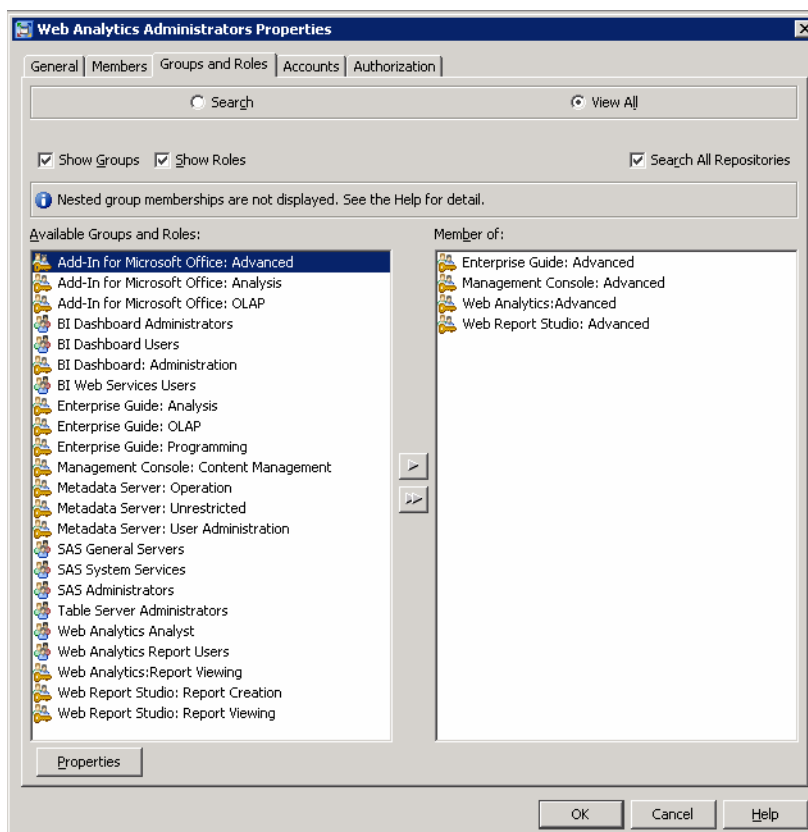 Web Analytics Administrators Properties
General Members Groups and Roles Accounts Authorization
Search View All
Show Groups Show Roles Search All Repositories
Nested group memberships are not displayed. See the Help for detail.
Available Groups and Roles:
Add-In for Microsoft Office: Advanced
Add-In for Microsoft Office: Analysis
Add-In for Microsoft Office: OLAP
BI Dashboard Administrators
BI Dashboard Users
BI Dashboard: Administration
BI Web Services Users
Enterprise Guide: Analysis
Enterprise Guide: OLAP
Enterprise Guide: Programming
Management Console: Content Management
Metadata Server: Operation
Metadata Server: Unrestricted
Metadata Server: User Administration
SAS General Servers
SAS System Services
SAS Administrators
Table Server Administrators
Web Analytics Analyst
Web Analytics Report Users
Web Analytics:Report Viewing
Web Report Studio: Report Creation
Web Report Studio: Report Viewing
Member of:
Enterprise Guide: Advanced
Management Console: Advanced
Web Analytics:Advanced
Web Report Studio: Advanced
Properties
OK Cancel Help